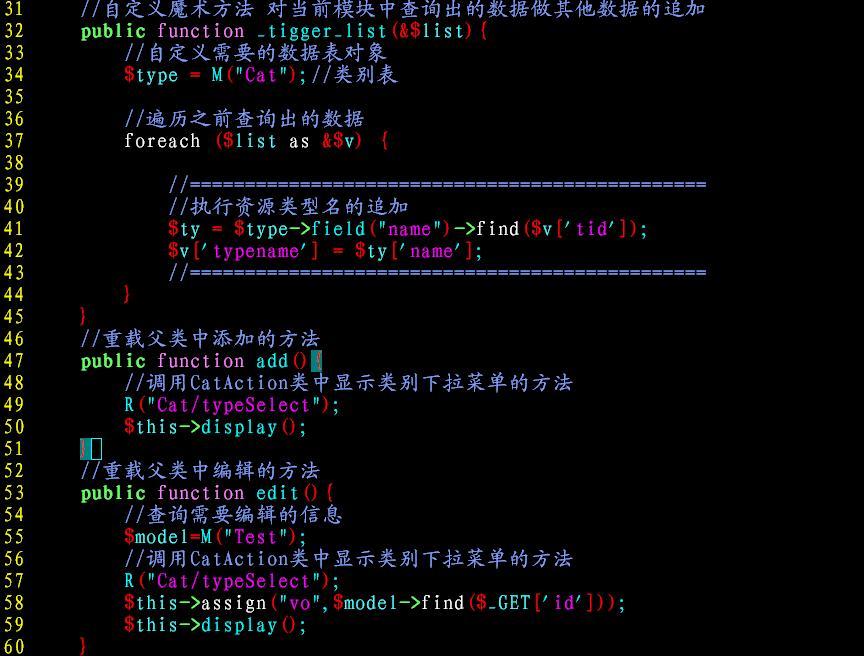 31 //自定义魔术方法 对当前模块中查询出的数据做其他数据的追加
32 public function _tigger_list(&$list){
33 //自定义需要的数据表对象
34 $type = M("Cat");//类别表
35
36 //遍历之前查询出的数据
37 foreach ($list as &$v) {
38
39 //===============================================
40 //执行资源类型名的追加
41 $ty = $type->field("name")->find($v['tid']);
42 $v['typename'] = $ty['name'];
43 //===============================================
44 }
45 }
46 //重载父类中添加的方法
47 public function add(){
48 //调用CatAction类中显示类别下拉菜单的方法
49 R("Cat/typeSelect");
50 $this->display();
51 }
52 //重载父类中编辑的方法
53 public function edit(){
54 //查询需要编辑的信息
55 $model=M("Test");
56 //调用CatAction类中显示类别下拉菜单的方法
57 R("Cat/typeSelect");
58 $this->assign("vo",$model->find($_GET['id']));
59 $this->display();
60 }